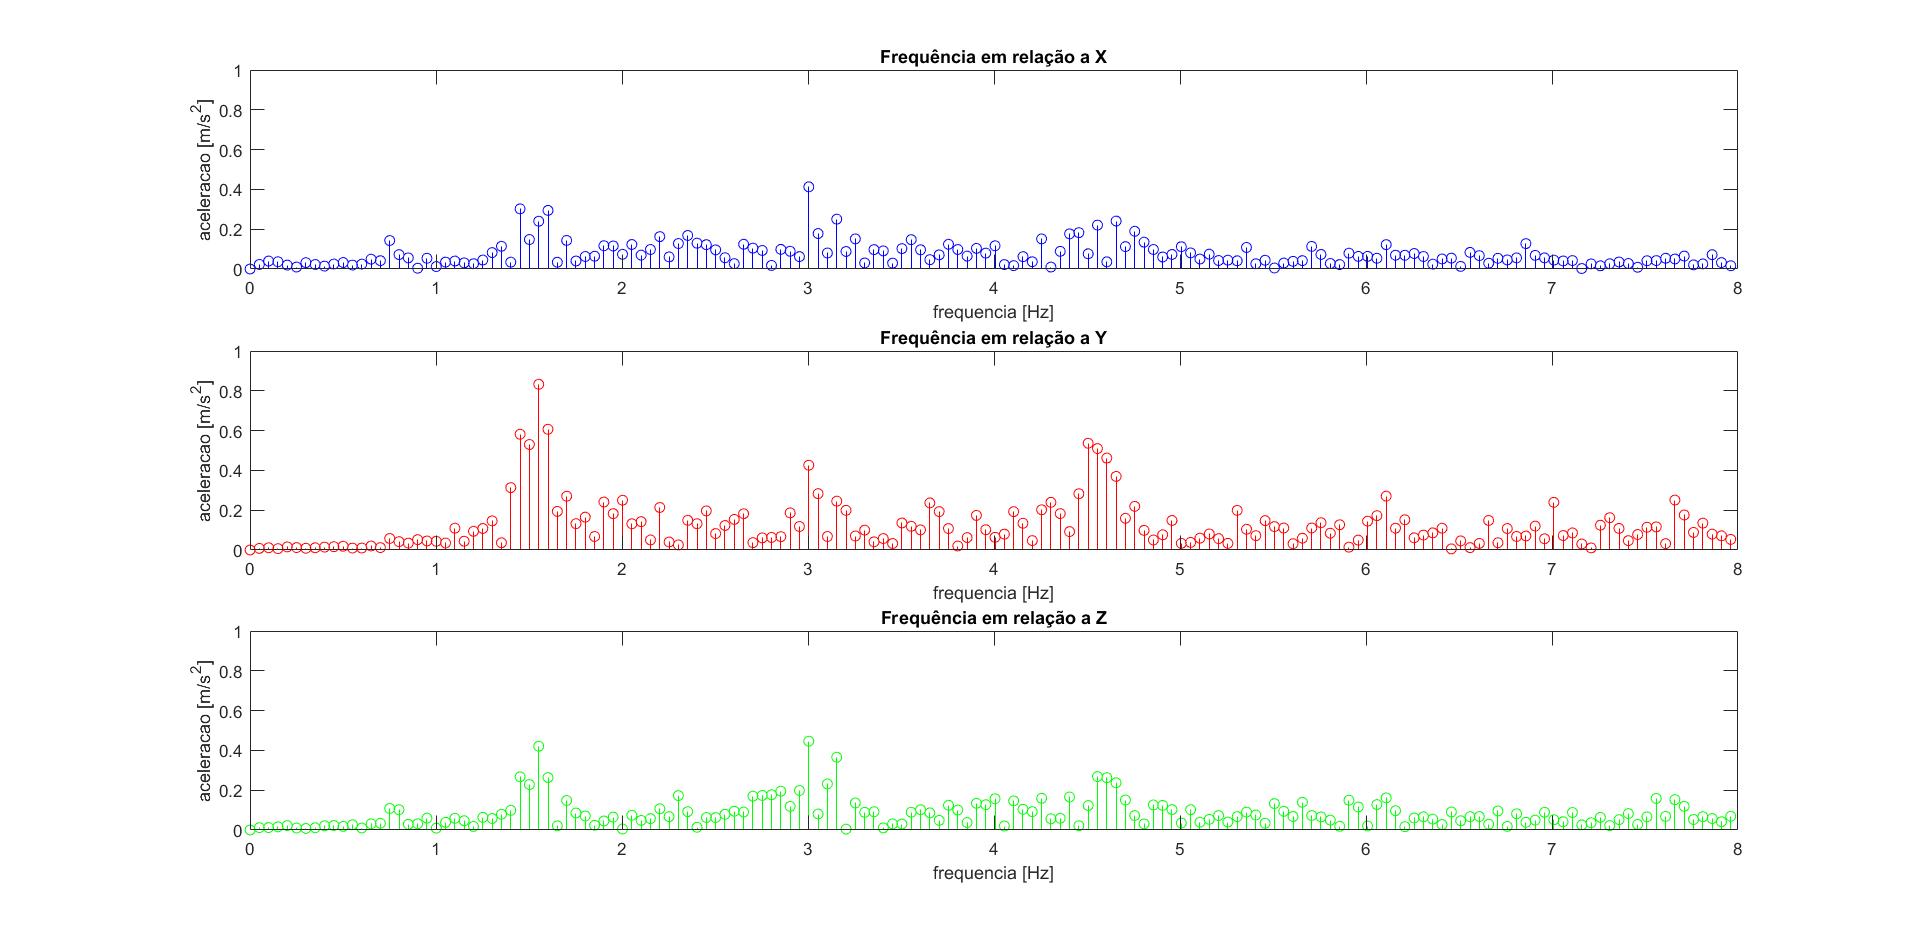 Frequência em relação a X
aceleracao [m/s^2]
1
0.8
0.6
0.4
0.2
0
0 1 2 3 4 5 6 7 8
frequencia [Hz]
Frequência em relação a Y
aceleracao [m/s^2]
1
0.8
0.6
0.4
0.2
0
0 1 2 3 4 5 6 7 8
frequencia [Hz]
Frequência em relação a Z
aceleracao [m/s^2]
1
0.8
0.6
0.4
0.2
0
0 1 2 3 4 5 6 7 8
frequencia [Hz]